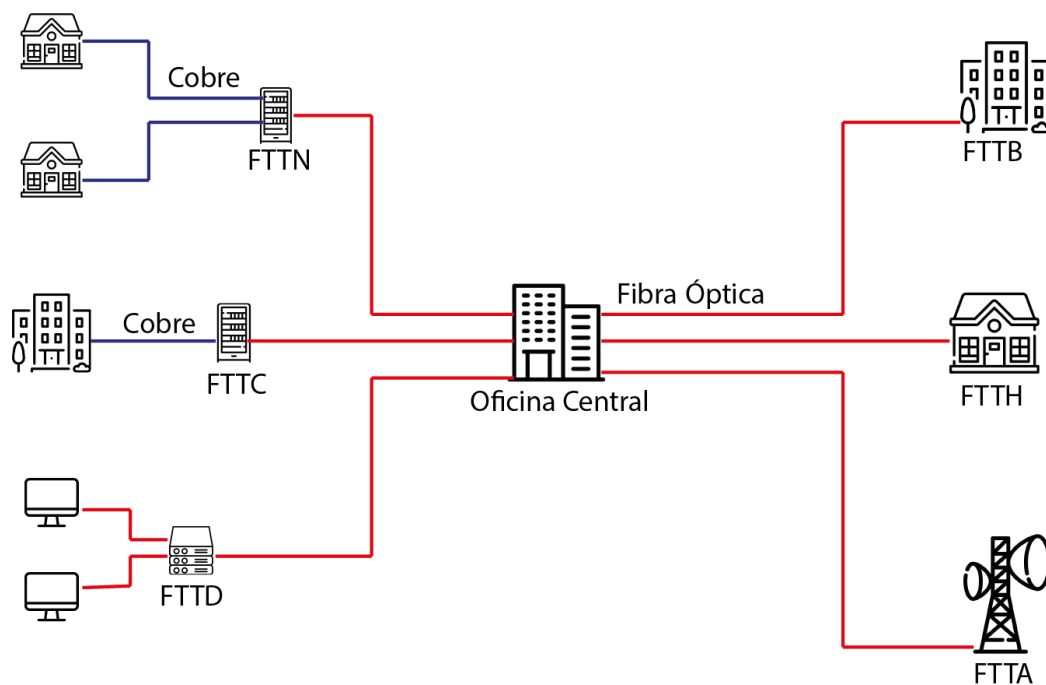 Cobre
FTTN
FTTB
Cobre
Fibra Óptica
FTTC
Oficina Central
FTTH
FTTD
FTTA